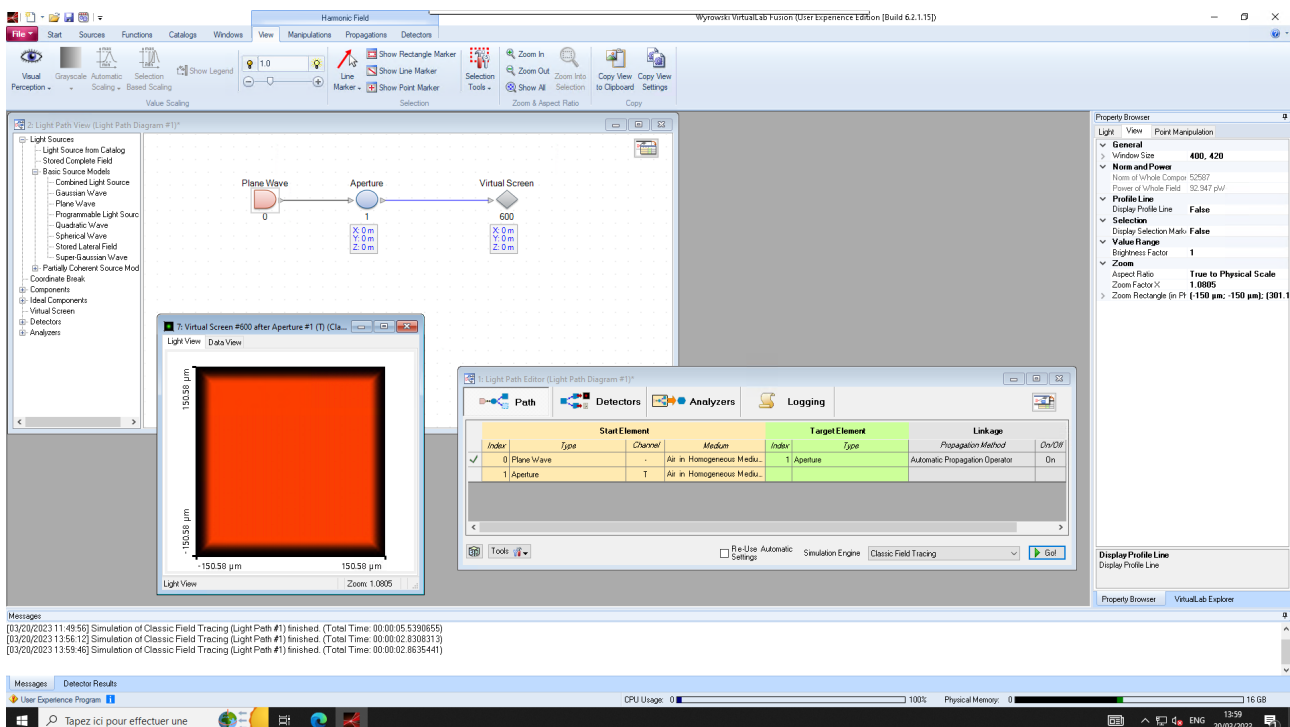 Harmonic Field
Wyrowski VirtualLab Fusion (User Experience Edition [Build 6.2.1.15])
File Start Sources Functions Catalogs Windows View Manipulations Propagations Detectors
Visual Perception
Grayscale
Automatic Scaling
Selection Based Scaling
Show Legend
1.0
Value Scaling
Line Marker
Show Rectangle Marker
Show Line Marker
Show Point Marker
Selection Tools
Selection
Zoom In
Zoom Out
Show All
Zoom Into Selection
Zoom & Aspect Ratio
Copy View to Clipboard
Copy View Settings
Copy
2: Light Path View (Light Path Diagram #1)*
Light Sources
Light Source from Catalog
Stored Complete Field
Basic Source Models
Combined Light Source
Gaussian Wave
Plane Wave
Programmable Light Sourc
Quadratic Wave
Spherical Wave
Stored Lateral Field
Super-Gaussian Wave
Partially Coherent Source Mod
Coordinate Break
Components
Ideal Components
Virtual Screen
Detectors
Analyzers
Plane Wave Aperture Virtual Screen
0 1 600
X: 0 m X: 0 m
Y: 0 m Y: 0 m
Z: 0 m Z: 0 m
7: Virtual Screen #600 after Aperture #1 (T) (Cla...
Light View Data View
150.58 µm
-150.58 µm
-150.58 µm 150.58 µm
Light View Zoom: 1.0805
1: Light Path Editor (Light Path Diagram #1)*
Path Detectors Analyzers Logging
Start Element Target Element Linkage
Index Type Channel Medium Index Type Propagation Method On/Off
0 Plane Wave - Air in Homogeneous Mediu... 1 Aperture Automatic Propagation Operator On
1 Aperture T Air in Homogeneous Mediu...
Tools
Re-Use Automatic Settings
Simulation Engine Classic Field Tracing Go!
Property Browser
Light View Point Manipulation
General
Window Size 400, 420
Norm and Power
Norm of Whole Compor 52587
Power of Whole Field 92.947 pW
Profile Line
Display Profile Line False
Selection
Display Selection Mark False
Value Range
Brightness Factor 1
Zoom
Aspect Ratio True to Physical Scale
Zoom Factor X 1.0805
Zoom Rectangle (in Pl (-150 µm; -150 µm); (301.1
Display Profile Line
Display Profile Line
Property Browser VirtualLab Explorer
Messages
[03/20/2023 11:49:56] Simulation of Classic Field Tracing (Light Path #1) finished. (Total Time: 00:00:05.5390655)
[03/20/2023 13:56:12] Simulation of Classic Field Tracing (Light Path #1) finished. (Total Time: 00:00:02.8308313)
[03/20/2023 13:59:46] Simulation of Classic Field Tracing (Light Path #1) finished. (Total Time: 00:00:02.8635441)
Messages Detector Results
User Experience Program CPU Usage: 0 100% Physical Memory: 0 16 GB
Tapez ici pour effectuer une
ENG
13:59
20/03/2023